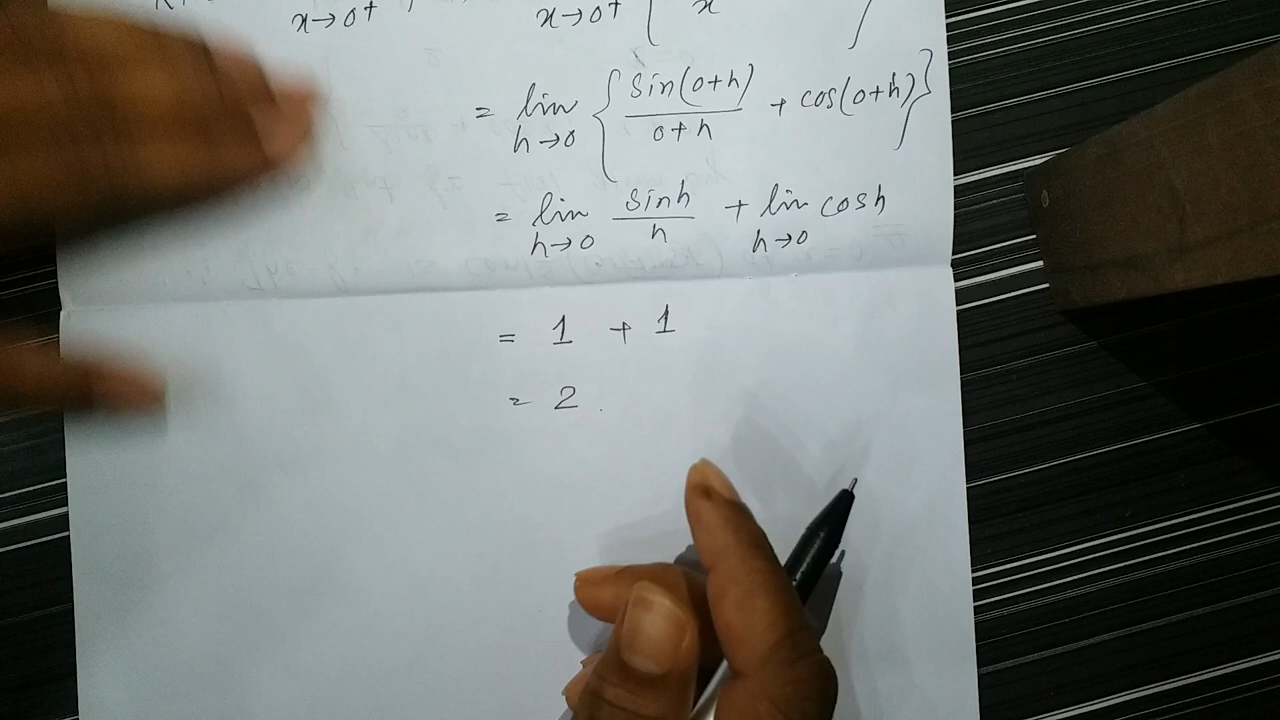 x→0+ x→0+ { x }
= lim h→0 { sin(0+h) / 0+h + cos(0+h) }
= lim h→0 sinh / h + lim h→0 cosh
= 1 + 1
= 2.